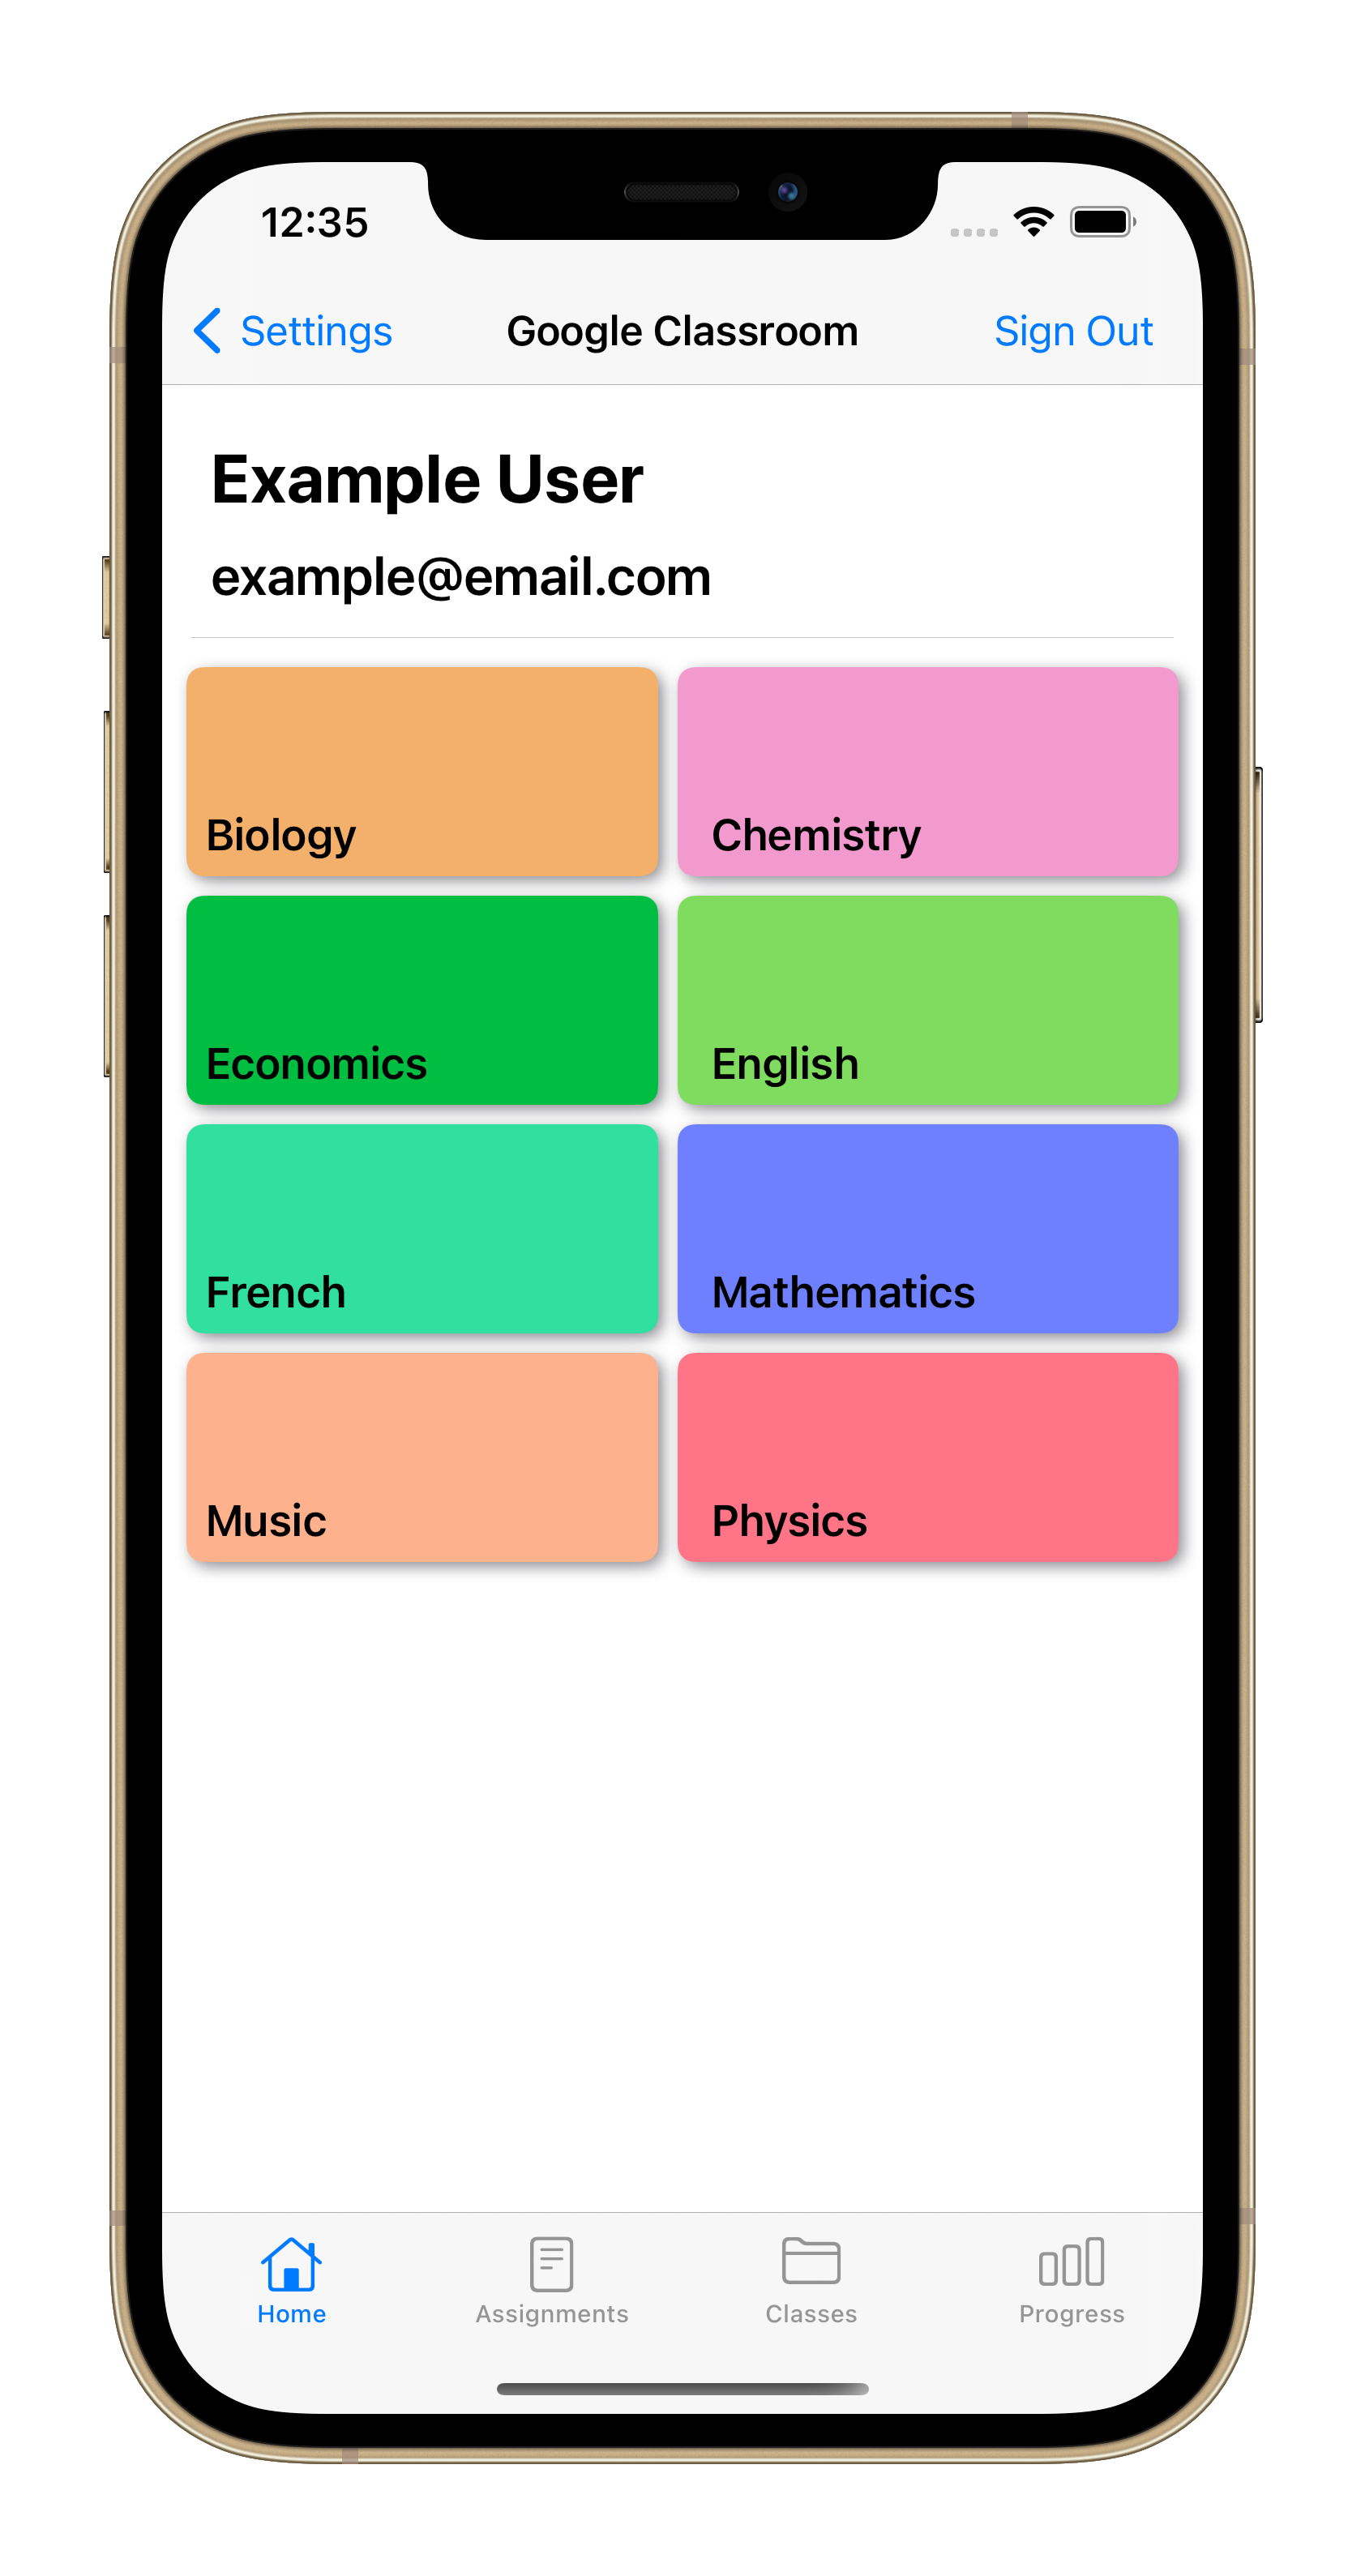 12:35
Settings Google Classroom Sign Out
Example User
example@email.com
Biology Chemistry
Economics English
French Mathematics
Music Physics
Home Assignments Classes Progress